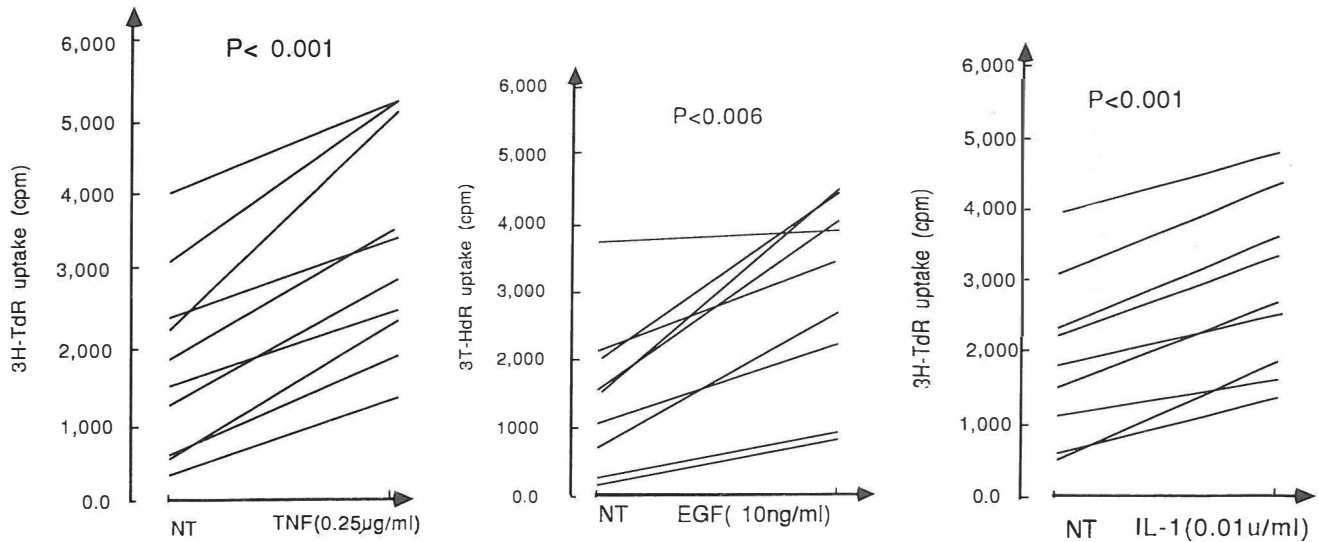 6,000
P< 0.001
5,000
4,000
3,000
2,000
1,000
0.0
3H-TdR uptake (cpm)
NT
TNF(0.25µg/ml)
6,000
P<0.006
5,000
4,000
3,000
2,000
1000
0.0
3T-HdR uptake (cpm)
NT
EGF( 10ng/ml)
6,000
P<0.001
5,000
4,000
3,000
2,000
1,000
0.0
3H-TdR uptake (cpm)
NT
IL-1(0.01u/ml)